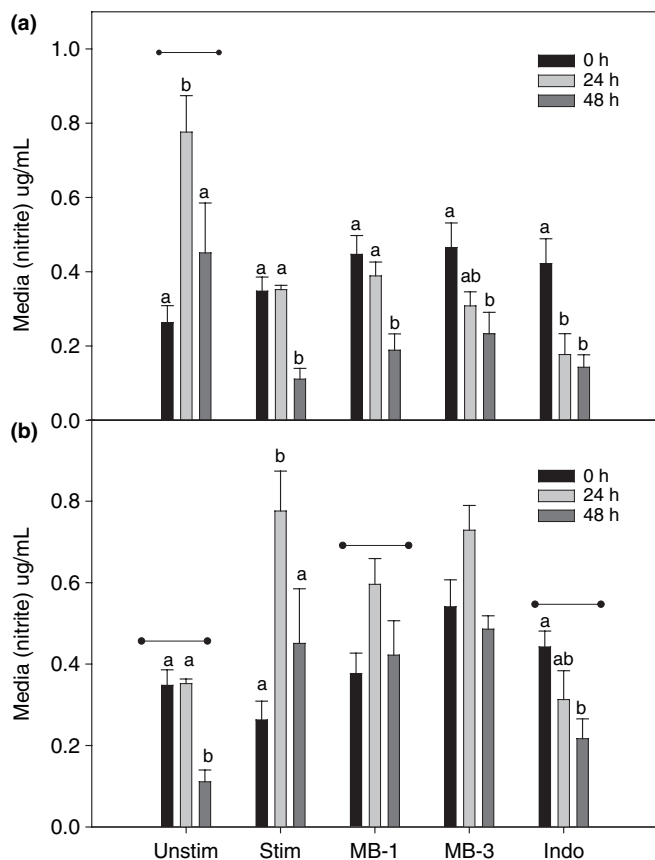 (a)
1.0
0.8
0.6
0.4
0.2
0.0
Media (nitrite) ug/mL
0 h
24 h
48 h
a b a
a a b
a a b
a ab b
a b b
(b)
0.8
0.6
0.4
0.2
0.0
Media (nitrite) ug/mL
0 h
24 h
48 h
a a b
a b a
a ab b
Unstim Stim MB-1 MB-3 Indo